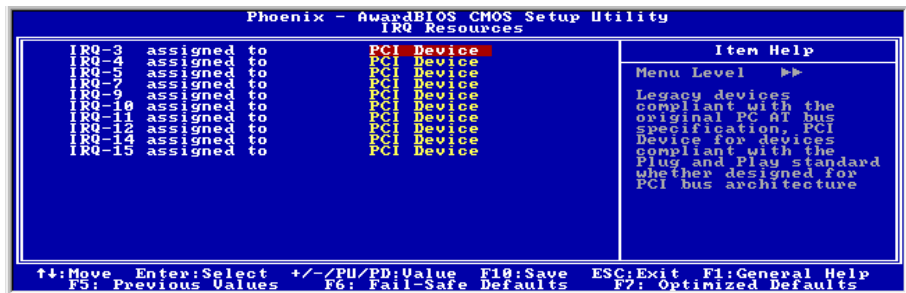 Phoenix - AwardBIOS CMOS Setup Utility
IRQ Resources
IRQ-3 assigned to PCI Device
IRQ-4 assigned to PCI Device
IRQ-5 assigned to PCI Device
IRQ-7 assigned to PCI Device
IRQ-9 assigned to PCI Device
IRQ-10 assigned to PCI Device
IRQ-11 assigned to PCI Device
IRQ-12 assigned to PCI Device
IRQ-14 assigned to PCI Device
IRQ-15 assigned to PCI Device
Item Help
Menu Level ▶▶
Legacy devices
compliant with the
original PC AT bus
specification, PCI
Device for devices
compliant with the
Plug and Play standard
whether designed for
PCI bus architecture
↑↓:Move Enter:Select +/-/PU/PD:Value F10:Save ESC:Exit F1:General Help
F5: Previous Values F6: Fail-Safe Defaults F7: Optimized Defaults